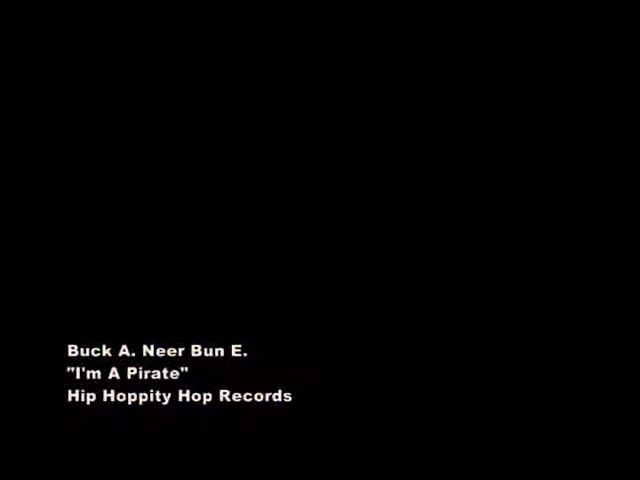 Buck A. Neer Bun E.
"I'm A Pirate"
Hip Hoppity Hop Records